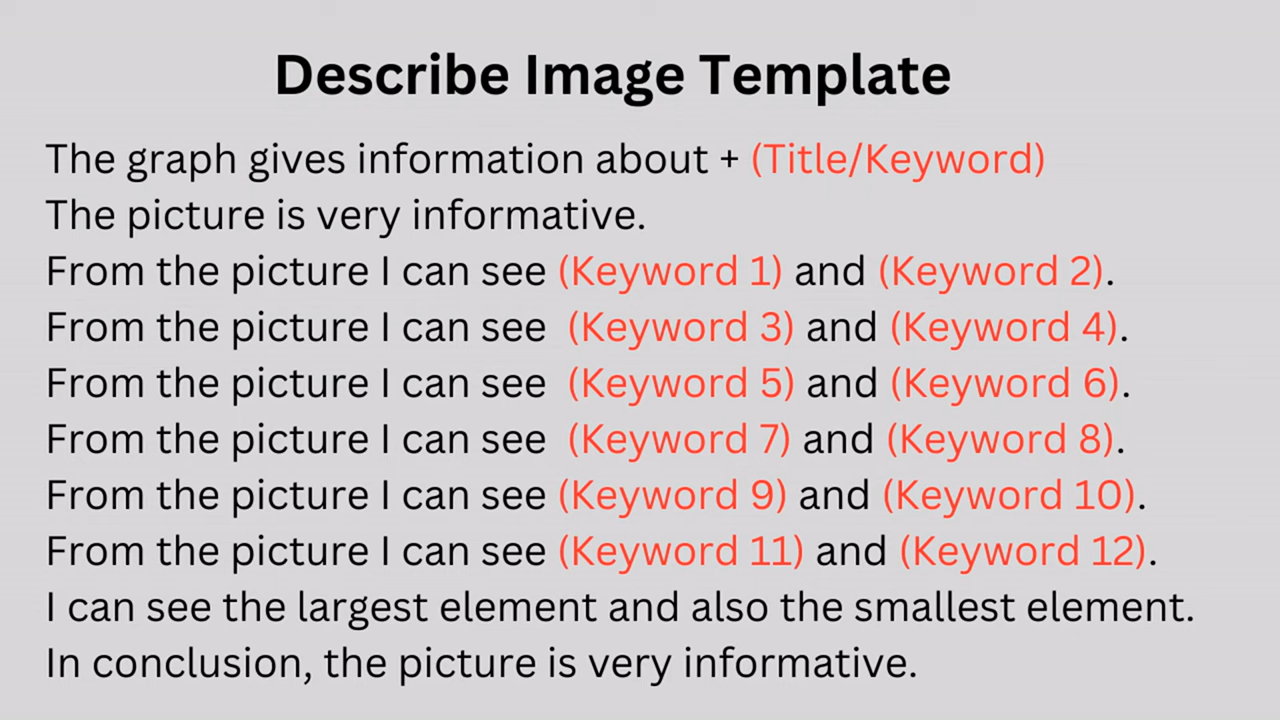 Describe Image Template
The graph gives information about + (Title/Keyword)
The picture is very informative.
From the picture I can see (Keyword 1) and (Keyword 2).
From the picture I can see (Keyword 3) and (Keyword 4).
From the picture I can see (Keyword 5) and (Keyword 6).
From the picture I can see (Keyword 7) and (Keyword 8).
From the picture I can see (Keyword 9) and (Keyword 10).
From the picture I can see (Keyword 11) and (Keyword 12).
I can see the largest element and also the smallest element.
In conclusion, the picture is very informative.